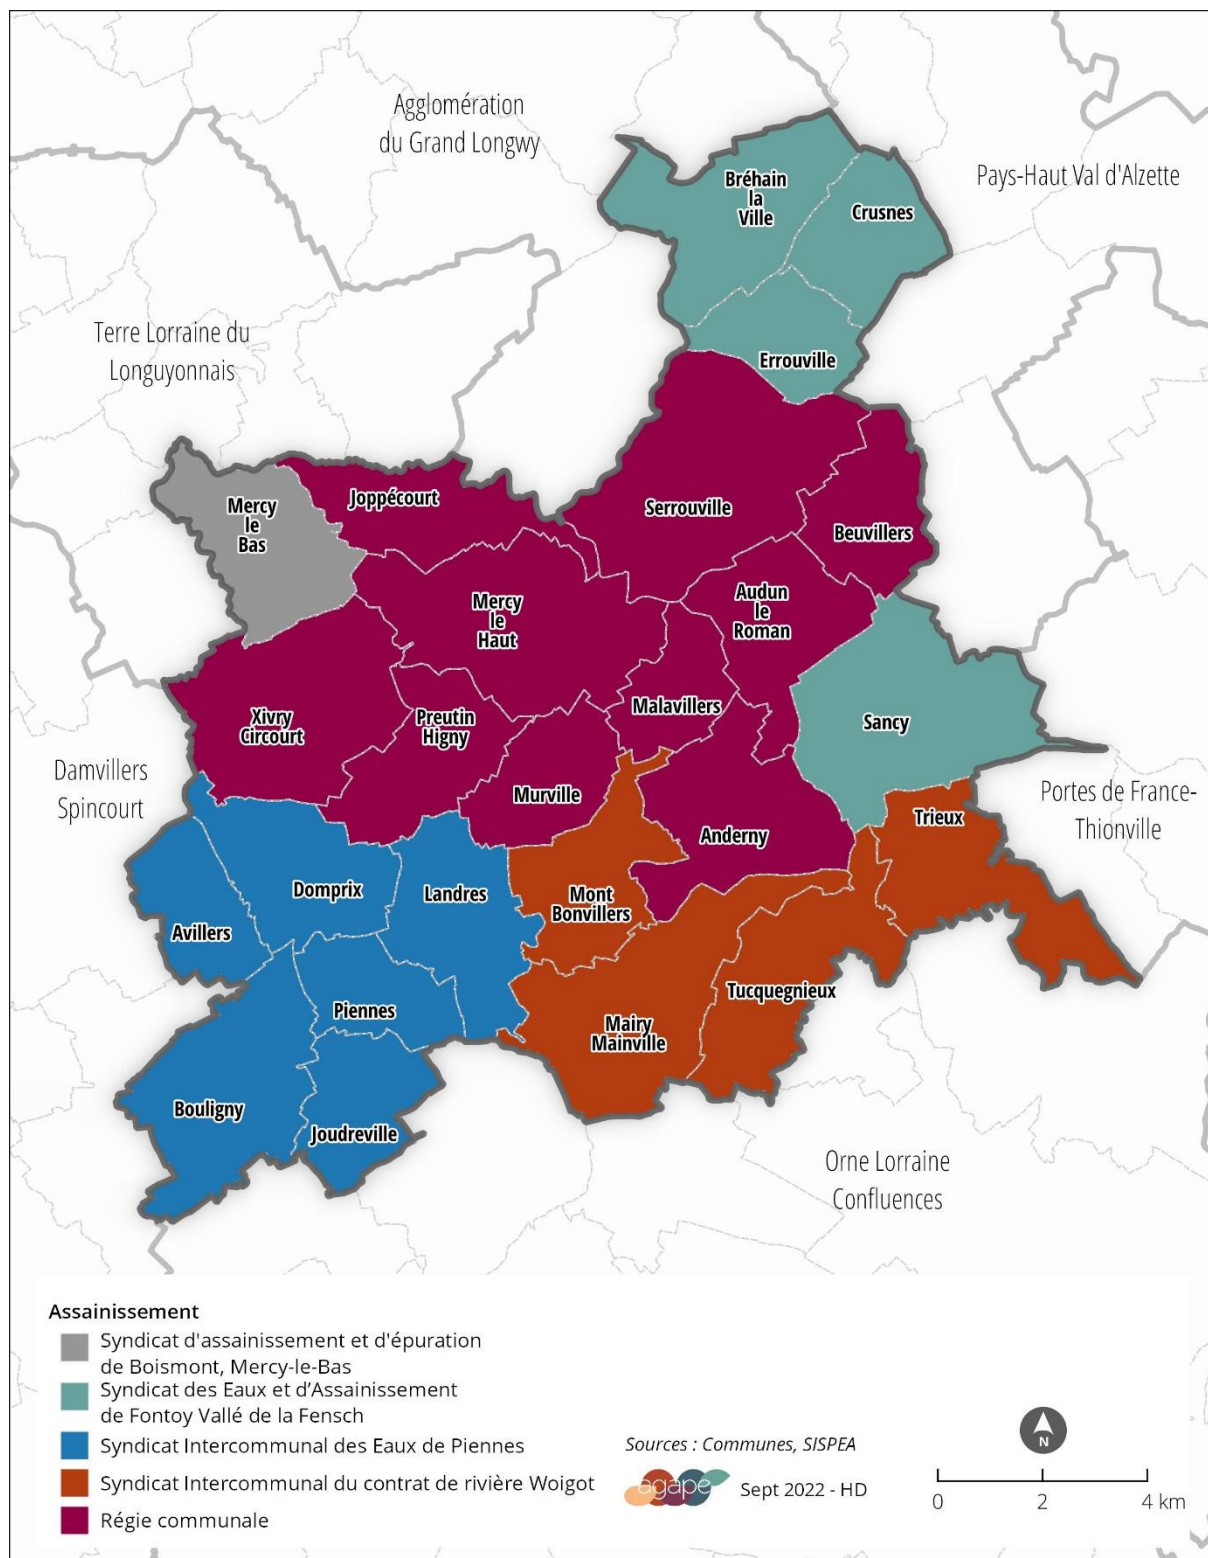 Agglomération
du Grand Longwy
Pays-Haut Val d'Alzette
Bréhain
la
Ville
Crusnes
Errouville
Terre Lorraine du
Longuyonnais
Mercy
le
Bas
Joppécourt
Serrouville
Beuvillers
Mercy
le
Haut
Audun
le
Roman
Malavillers
Xivry
Circourt
Preutin
Higny
Sancy
Damvillers
Spincourt
Murville
Portes de France-
Thionville
Trieux
Anderny
Domprix
Landres
Mont
Bonvillers
Avillers
Tucquegnieux
Piennes
Mairy
Mainville
Bouligny
Joudreville
Orne Lorraine
Confluences
Assainissement
Syndicat d'assainissement et d'épuration
de Boismont, Mercy-le-Bas
Syndicat des Eaux et d’Assainissement
de Fontoy Vallé de la Fensch
Syndicat Intercommunal des Eaux de Piennes
Syndicat Intercommunal du contrat de rivière Woigot
Régie communale
Sources : Communes, SISPEA
agape
Sept 2022 - HD
N
0 2 4 km